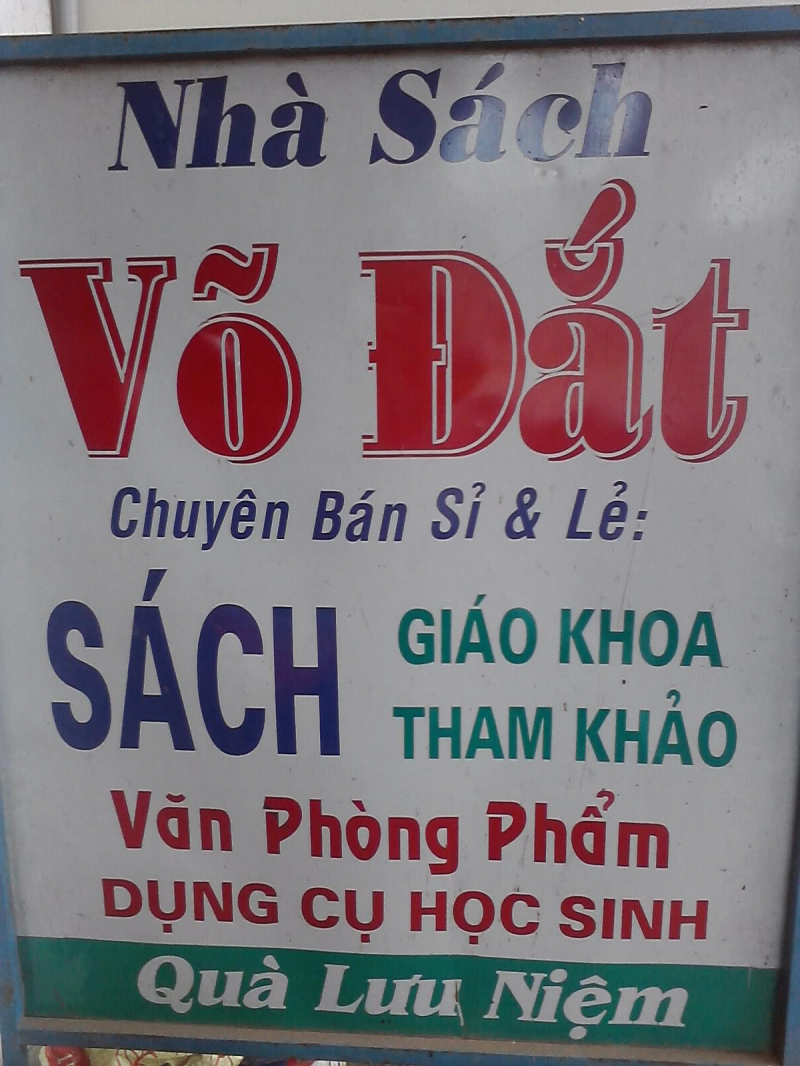 Nhà Sách
Võ Đắt
Chuyên Bán Sỉ & Lẻ:
SÁCH
GIÁO KHOA
THAM KHẢO
Văn Phòng Phẩm
DỤNG CỤ HỌC SINH
Quà Lưu Niệm